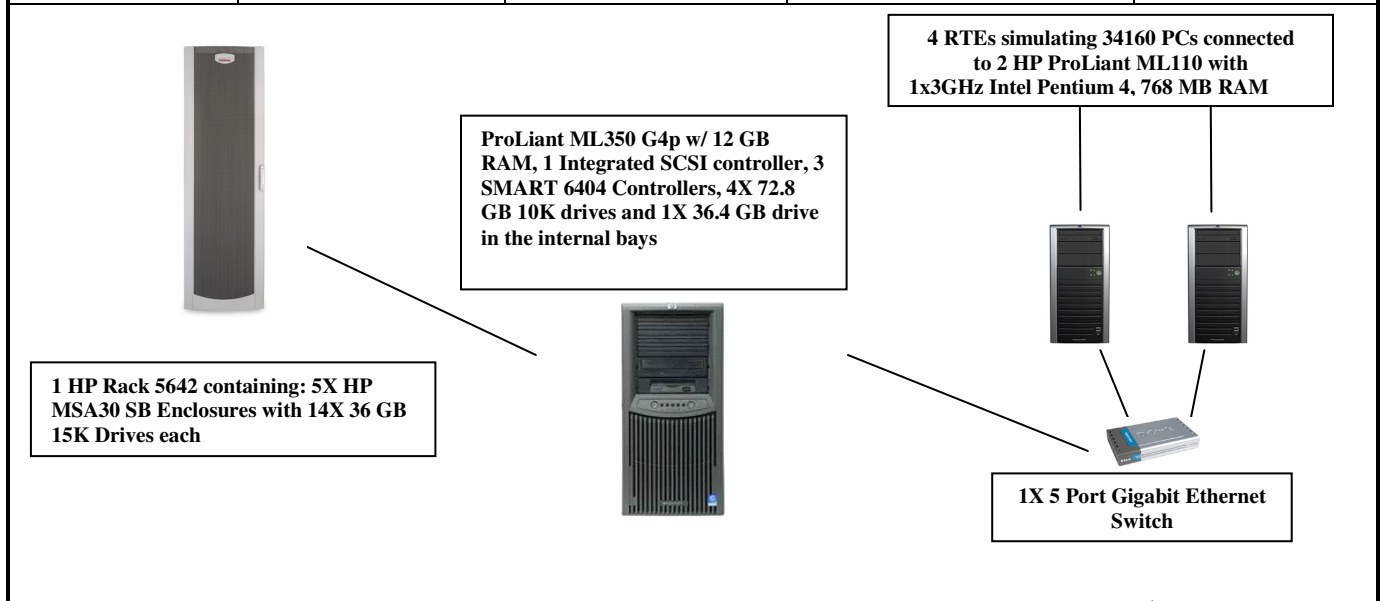 4 RTEs simulating 34160 PCs connected
to 2 HP ProLiant ML110 with
1x3GHz Intel Pentium 4, 768 MB RAM
ProLiant ML350 G4p w/ 12 GB
RAM, 1 Integrated SCSI controller, 3
SMART 6404 Controllers, 4X 72.8
GB 10K drives and 1X 36.4 GB drive
in the internal bays
1 HP Rack 5642 containing: 5X HP
MSA30 SB Enclosures with 14X 36 GB
15K Drives each
1X 5 Port Gigabit Ethernet
Switch